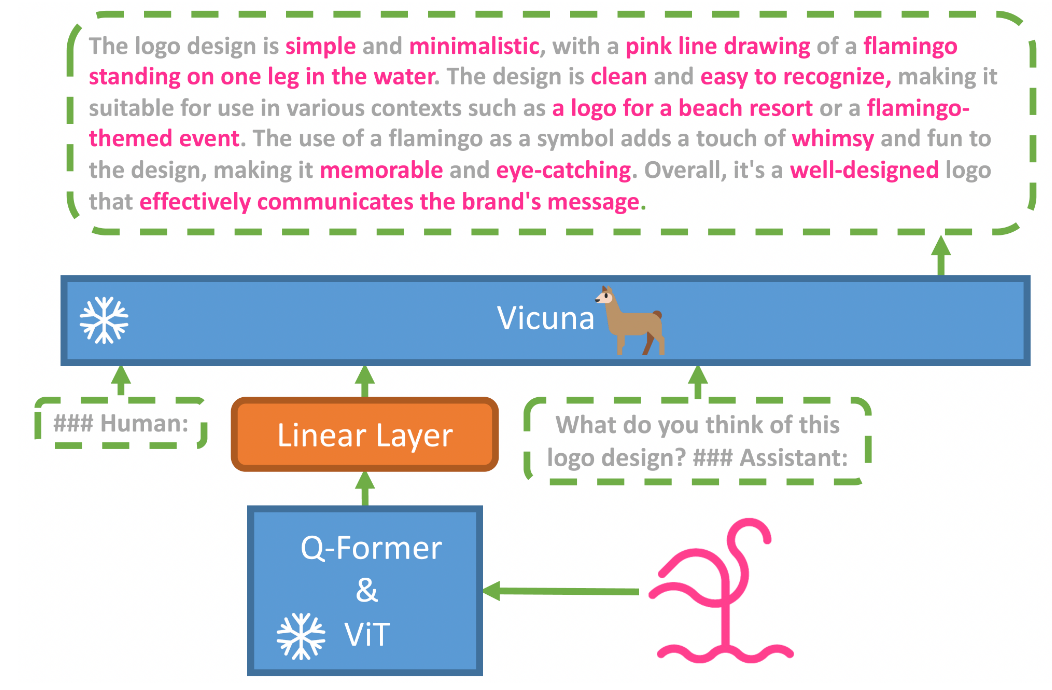 The logo design is simple and minimalistic, with a pink line drawing of a flamingo
standing on one leg in the water. The design is clean and easy to recognize, making it
suitable for use in various contexts such as a logo for a beach resort or a flamingo-
themed event. The use of a flamingo as a symbol adds a touch of whimsy and fun to
the design, making it memorable and eye-catching. Overall, it's a well-designed logo
that effectively communicates the brand's message.
Vicuna
### Human:
Linear Layer
What do you think of this
logo design? ### Assistant:
Q-Former
&
ViT